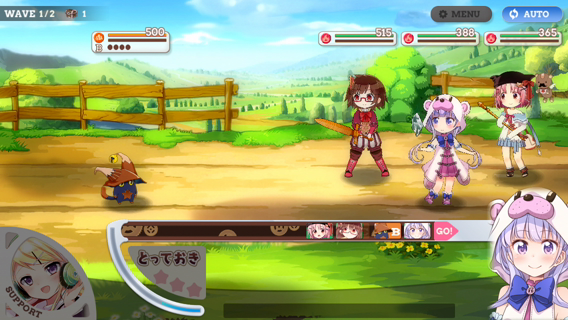 WAVE 1/2 1
MENU
AUTO
500
B
515
388
365
B
GO!
とっておき
SUPPORT